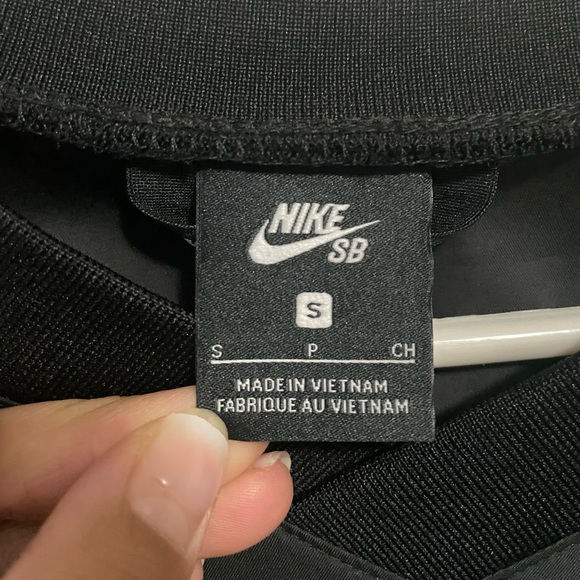 NIKE
SB
S
S P CH
MADE IN VIETNAM
FABRIQUE AU VIETNAM